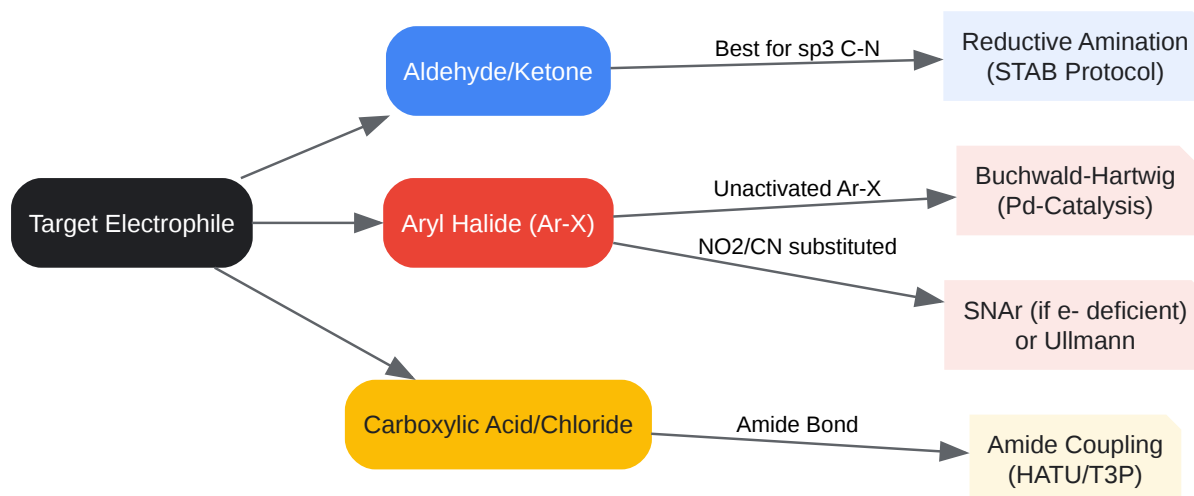 Target Electrophile
Aldehyde/Ketone
Best for sp3 C-N
Reductive Amination
(STAB Protocol)
Aryl Halide (Ar-X)
Unactivated Ar-X
Buchwald-Hartwig
(Pd-Catalysis)
NO2/CN substituted
SNAr (if e- deficient)
or Ullmann
Carboxylic Acid/Chloride
Amide Bond
Amide Coupling
(HATU/T3P)